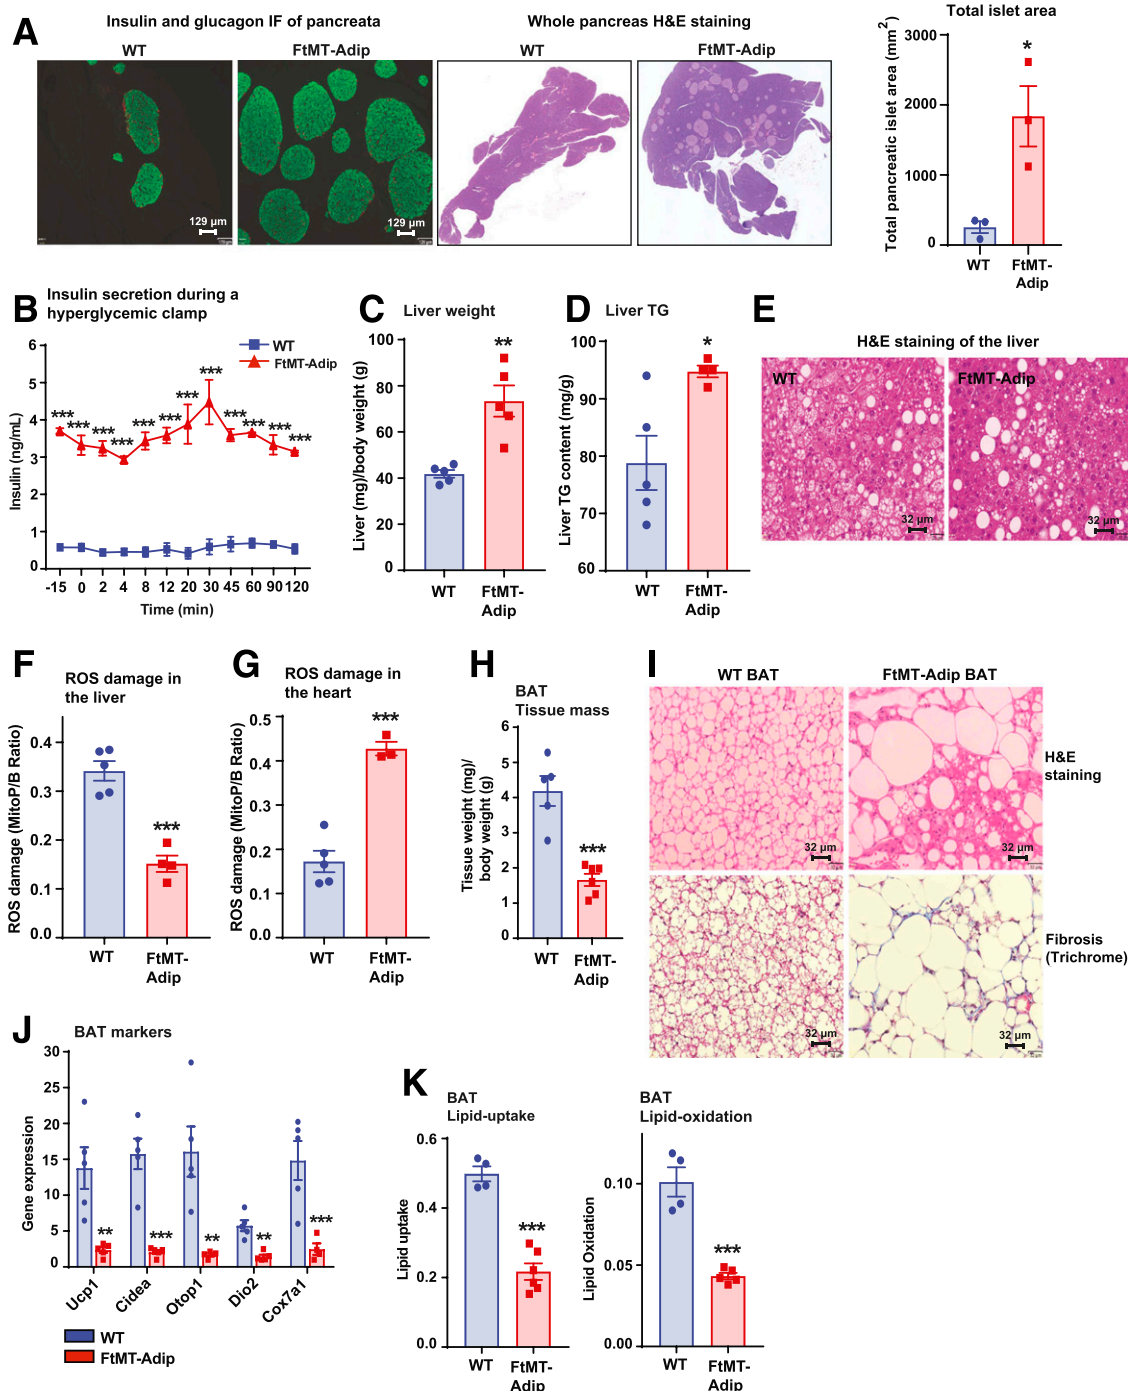 A
Insulin and glucagon IF of pancreata
WT
FtMT-Adip
129 µm
129 µm
Whole pancreas H&E staining
WT
FtMT-Adip
Total islet area
Total pancreatic islet area (mm²)
3000
2000
1000
0
*
WT
FtMT-
Adip
B
Insulin secretion during a
hyperglycemic clamp
WT
FtMT-Adip
Insulin (ng/mL)
6
5
4
3
2
1
0
*** *** *** *** *** *** *** *** *** *** *** ***
-15 0 2 4 8 12 20 30 45 60 90 120
Time (min)
C
Liver weight
Liver (mg)/body weight (g)
100
80
60
40
20
0
**
WT
FtMT-
Adip
D
Liver TG
Liver TG content (mg/g)
100
90
80
70
60
*
WT
FtMT-
Adip
E
H&E staining of the liver
WT
FtMT-Adip
32 µm
32 µm
F
ROS damage in
the liver
ROS damage (MitoP/B Ratio)
0.4
0.3
0.2
0.1
0.0
***
WT
FtMT-
Adip
G
ROS damage in
the heart
ROS damage (MitoP/B Ratio)
0.5
0.4
0.3
0.2
0.1
0.0
***
WT
FtMT-
Adip
H
BAT
Tissue mass
Tissue weight (mg)/
body weight (g)
6
5
4
3
2
1
0
***
WT
FtMT-
Adip
I
WT BAT
FtMT-Adip BAT
H&E
staining
32 µm
32 µm
Fibrosis
(Trichrome)
32 µm
32 µm
J
BAT markers
Gene expression
30
25
20
15
10
5
0
** *** ** ** ***
Ucp1
Cidea
Otop1
Dio2
Cox7a1
WT
FtMT-Adip
K
BAT
Lipid-uptake
Lipid uptake
0.6
0.4
0.2
0.0
***
WT
FtMT-
Adip
BAT
Lipid-oxidation
Lipid Oxidation
0.10
0.05
0.00
***
WT
FtMT-
Adip